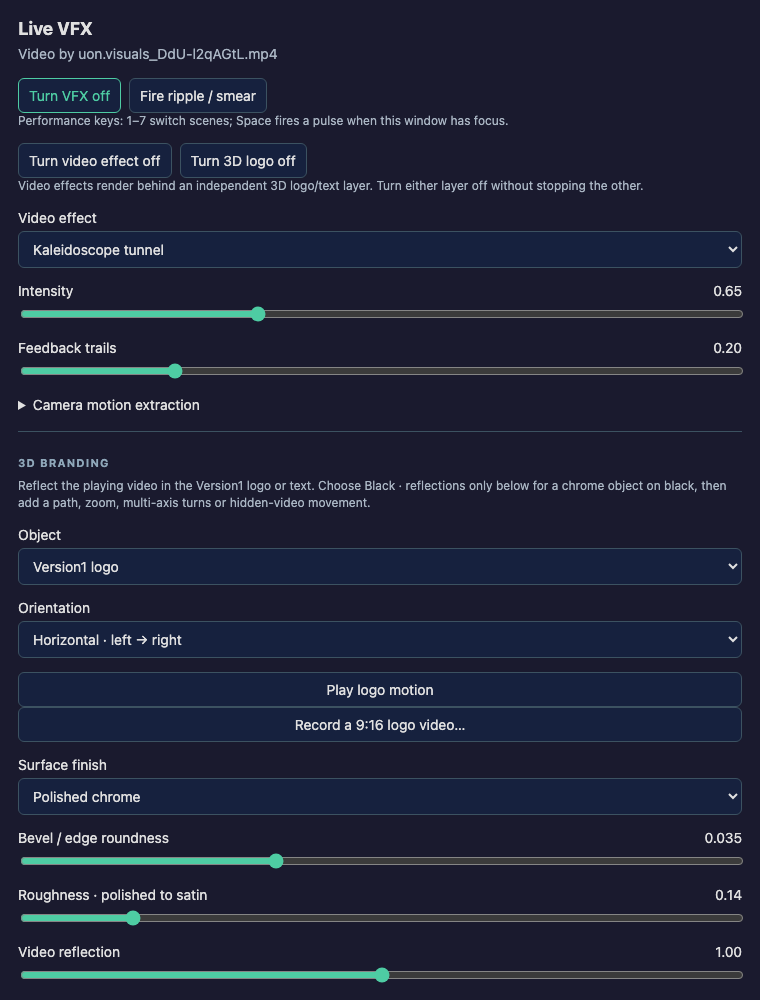 Live VFX
Video by uon.visuals_DdU-l2qAGtL.mp4
Turn VFX off
Fire ripple / smear
Performance keys: 1–7 switch scenes; Space fires a pulse when this window has focus.
Turn video effect off
Turn 3D logo off
Video effects render behind an independent 3D logo/text layer. Turn either layer off without stopping the other.
Video effect
Kaleidoscope tunnel
Intensity 0.65
Feedback trails 0.20
Camera motion extraction
3D BRANDING
Reflect the playing video in the Version1 logo or text. Choose Black · reflections only below for a chrome object on black, then
add a path, zoom, multi-axis turns or hidden-video movement.
Object
Version1 logo
Orientation
Horizontal · left → right
Play logo motion
Record a 9:16 logo video...
Surface finish
Polished chrome
Bevel / edge roundness 0.035
Roughness · polished to satin 0.14
Video reflection 1.00